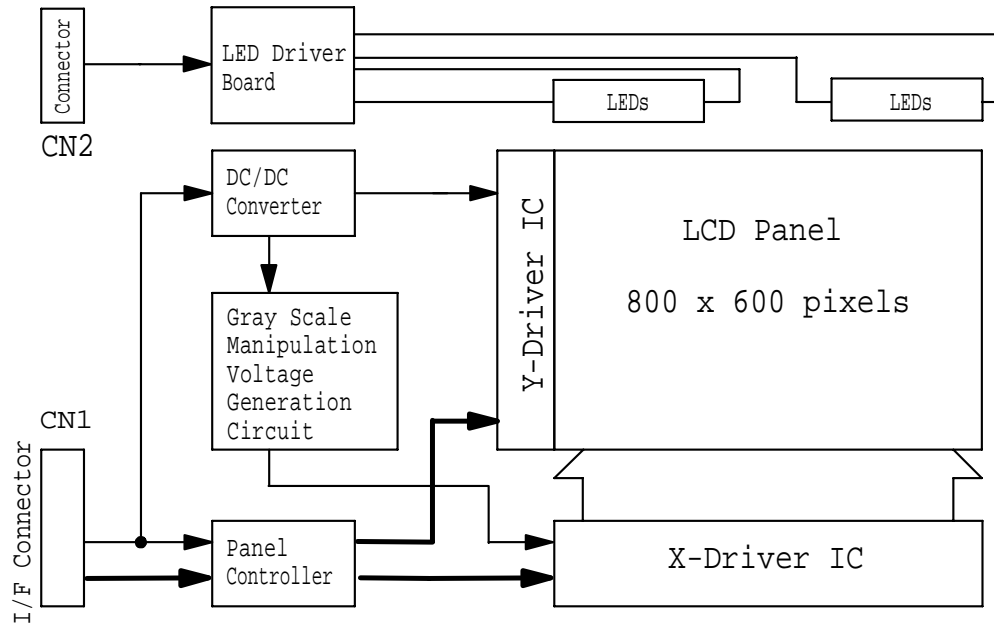 Connector
CN2
LED Driver
Board
LEDs
LEDs
DC/DC
Converter
Y-Driver IC
LCD Panel
800 x 600 pixels
Gray Scale
Manipulation
Voltage
Generation
Circuit
CN1
I/F Connector
Panel
Controller
X-Driver IC